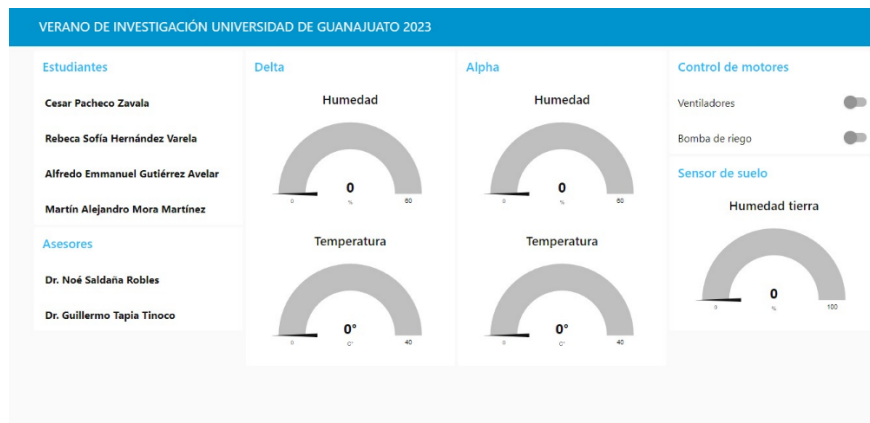 VERANO DE INVESTIGACIÓN UNIVERSIDAD DE GUANAJUATO 2023
Estudiantes
Cesar Pacheco Zavala
Rebeca Sofía Hernández Varela
Alfredo Emmanuel Gutiérrez Avelar
Martín Alejandro Mora Martínez
Asesores
Dr. Noé Saldaña Robles
Dr. Guillermo Tapia Tinoco
Delta
Humedad
0
0 % 60
Temperatura
0°
0 C° 40
Alpha
Humedad
0
0 % 60
Temperatura
0°
0 C° 40
Control de motores
Ventiladores
Bomba de riego
Sensor de suelo
Humedad tierra
0
0 % 100